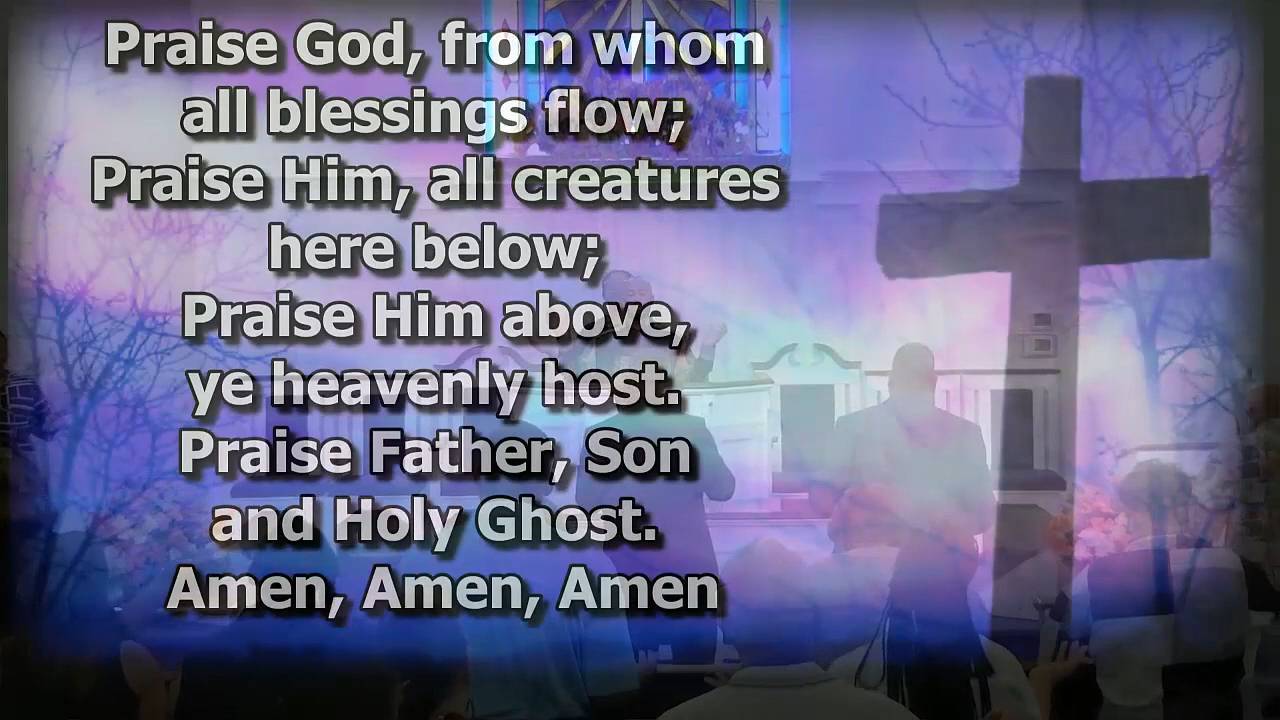 Praise God, from whom
all blessings flow;
Praise Him, all creatures
here below;
Praise Him above,
ye heavenly host.
Praise Father, Son
and Holy Ghost.
Amen, Amen, Amen